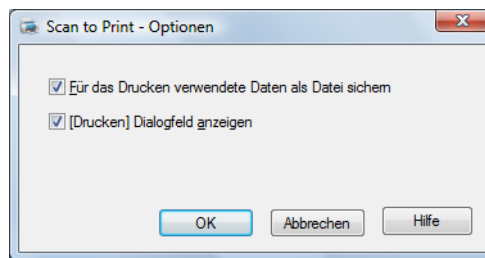 Scan to Print - Optionen
Für das Drucken verwendete Daten als Datei sichern
[Drucken] Dialogfeld anzeigen
OK Abbrechen Hilfe